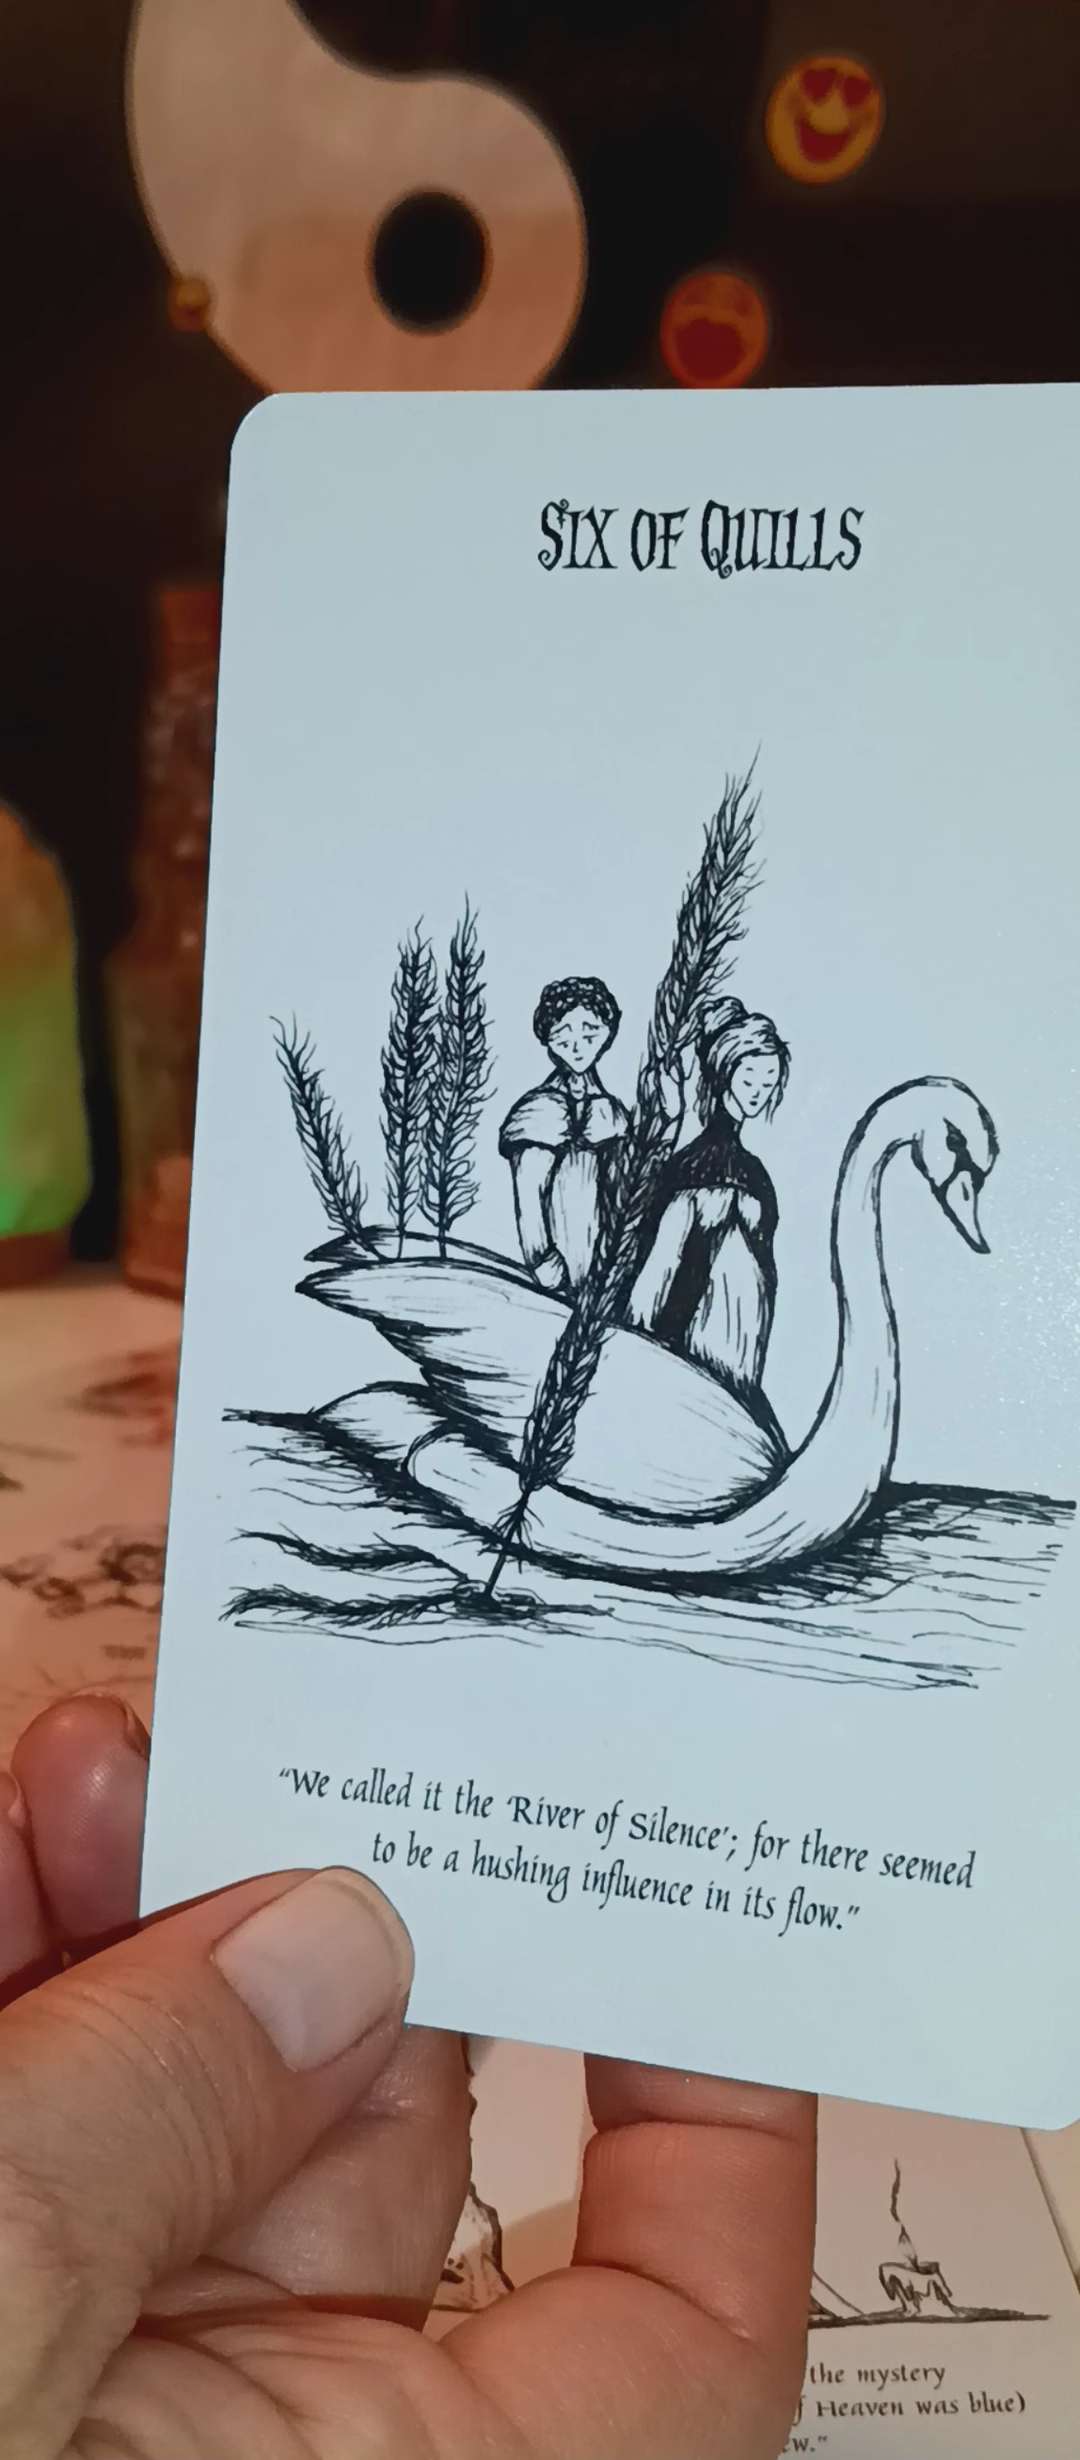 SIX OF QUILLS
"We called it the 'River of Silence'; for there seemed
to be a hushing influence in its flow."
the mystery
f Heaven was blue)
ew."